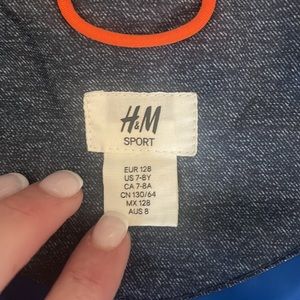 H&M
SPORT
EUR 128
US 7-8Y
CA 7-8A
CN 130/64
MX 128
AUS 8